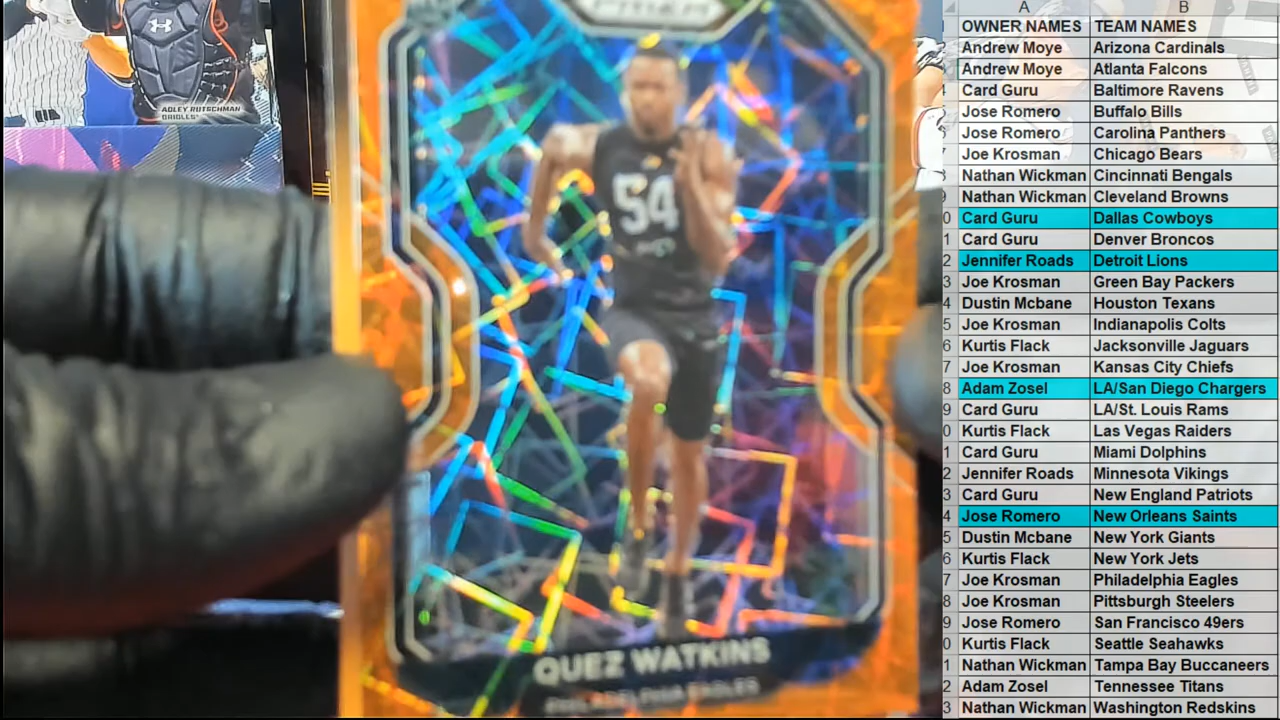 ADLEY RUTSCHMAN
ORIOLES
PRIZM
54
QUEZ WATKINS
PHILADELPHIA EAGLES
A B
OWNER NAMES TEAM NAMES
Andrew Moye Arizona Cardinals
Andrew Moye Atlanta Falcons
Card Guru Baltimore Ravens
Jose Romero Buffalo Bills
Jose Romero Carolina Panthers
Joe Krosman Chicago Bears
Nathan Wickman Cincinnati Bengals
Nathan Wickman Cleveland Browns
Card Guru Dallas Cowboys
Card Guru Denver Broncos
Jennifer Roads Detroit Lions
Joe Krosman Green Bay Packers
Dustin Mcbane Houston Texans
Joe Krosman Indianapolis Colts
Kurtis Flack Jacksonville Jaguars
Joe Krosman Kansas City Chiefs
Adam Zosel LA/San Diego Chargers
Card Guru LA/St. Louis Rams
Kurtis Flack Las Vegas Raiders
Card Guru Miami Dolphins
Jennifer Roads Minnesota Vikings
Card Guru New England Patriots
Jose Romero New Orleans Saints
Dustin Mcbane New York Giants
Kurtis Flack New York Jets
Joe Krosman Philadelphia Eagles
Joe Krosman Pittsburgh Steelers
Jose Romero San Francisco 49ers
Kurtis Flack Seattle Seahawks
Nathan Wickman Tampa Bay Buccaneers
Adam Zosel Tennessee Titans
Nathan Wickman Washington Redskins